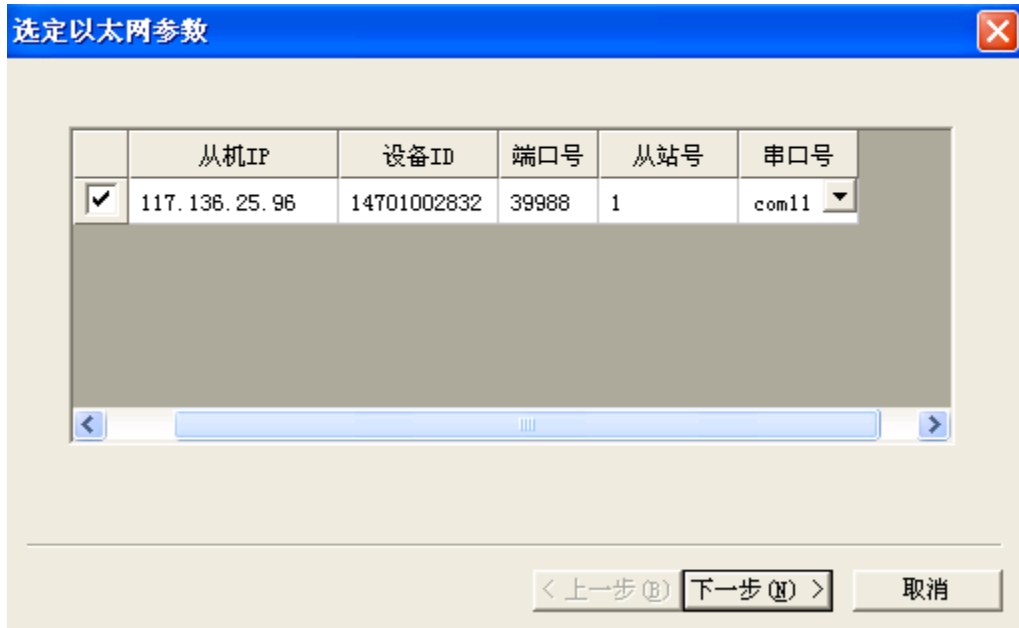 选定以太网参数
从机IP 设备ID 端口号 从站号 串口号
117.136.25.96 14701002832 39988 1 com11
< 上一步(B) 下一步(N) > 取消